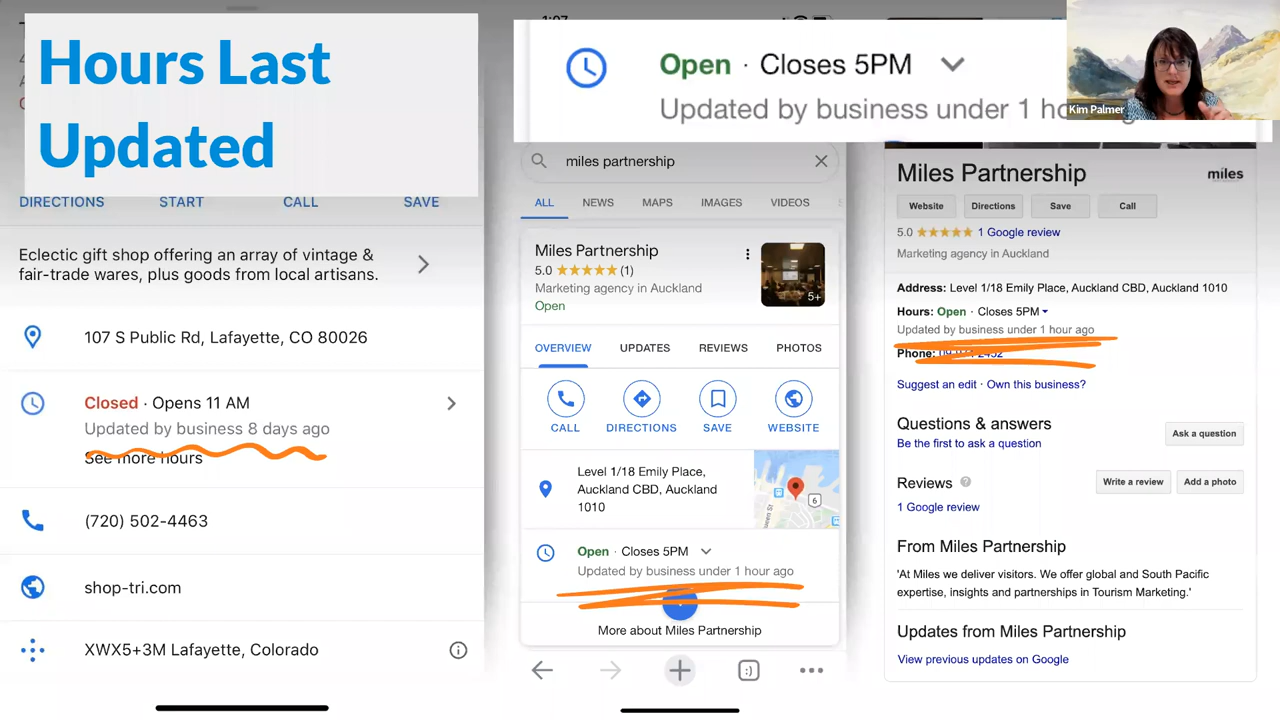 Hours Last
Updated
DIRECTIONS START CALL SAVE
Eclectic gift shop offering an array of vintage &
fair-trade wares, plus goods from local artisans.
107 S Public Rd, Lafayette, CO 80026
Closed · Opens 11 AM
Updated by business 8 days ago
See more hours
(720) 502-4463
shop-tri.com
XWX5+3M Lafayette, Colorado
Open · Closes 5PM
Updated by business under 1
miles partnership
ALL NEWS MAPS IMAGES VIDEOS
Miles Partnership
5.0 ★★★★★ (1)
Marketing agency in Auckland
Open
5+
OVERVIEW UPDATES REVIEWS PHOTOS
CALL DIRECTIONS SAVE WEBSITE
Level 1/18 Emily Place,
Auckland CBD, Auckland
1010
6
Open · Closes 5PM
Updated by business under 1 hour ago
More about Miles Partnership
Kim Palmer
Miles Partnership
miles
Website Directions Save Call
5.0 ★★★★★ 1 Google review
Marketing agency in Auckland
Address: Level 1/18 Emily Place, Auckland CBD, Auckland 1010
Hours: Open · Closes 5PM
Updated by business under 1 hour ago
Phone:
Suggest an edit · Own this business?
Questions & answers
Be the first to ask a question
Ask a question
Reviews
Write a review Add a photo
1 Google review
From Miles Partnership
'At Miles we deliver visitors. We offer global and South Pacific
expertise, insights and partnerships in Tourism Marketing.'
Updates from Miles Partnership
View previous updates on Google